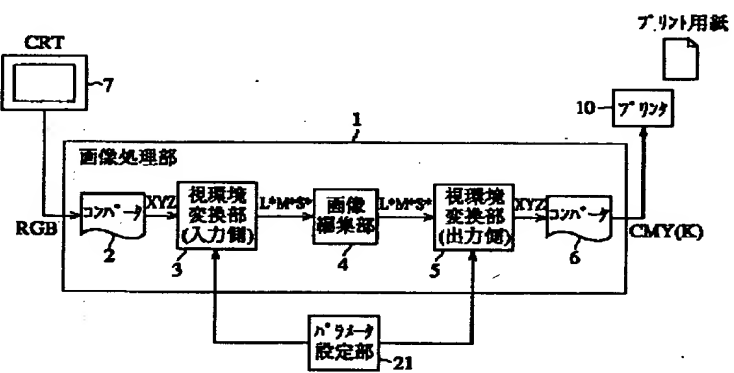 プリント用紙
CRT
7
10
プリンタ
1
画像処理部
RGB
コンバータ
2
XYZ
視環境
変換部
(入力側)
3
L*M*S*
画像
編集部
4
L*M*S*
視環境
変換部
(出力側)
5
XYZ
コンバータ
6
CMY(K)
パラメータ
設定部
21